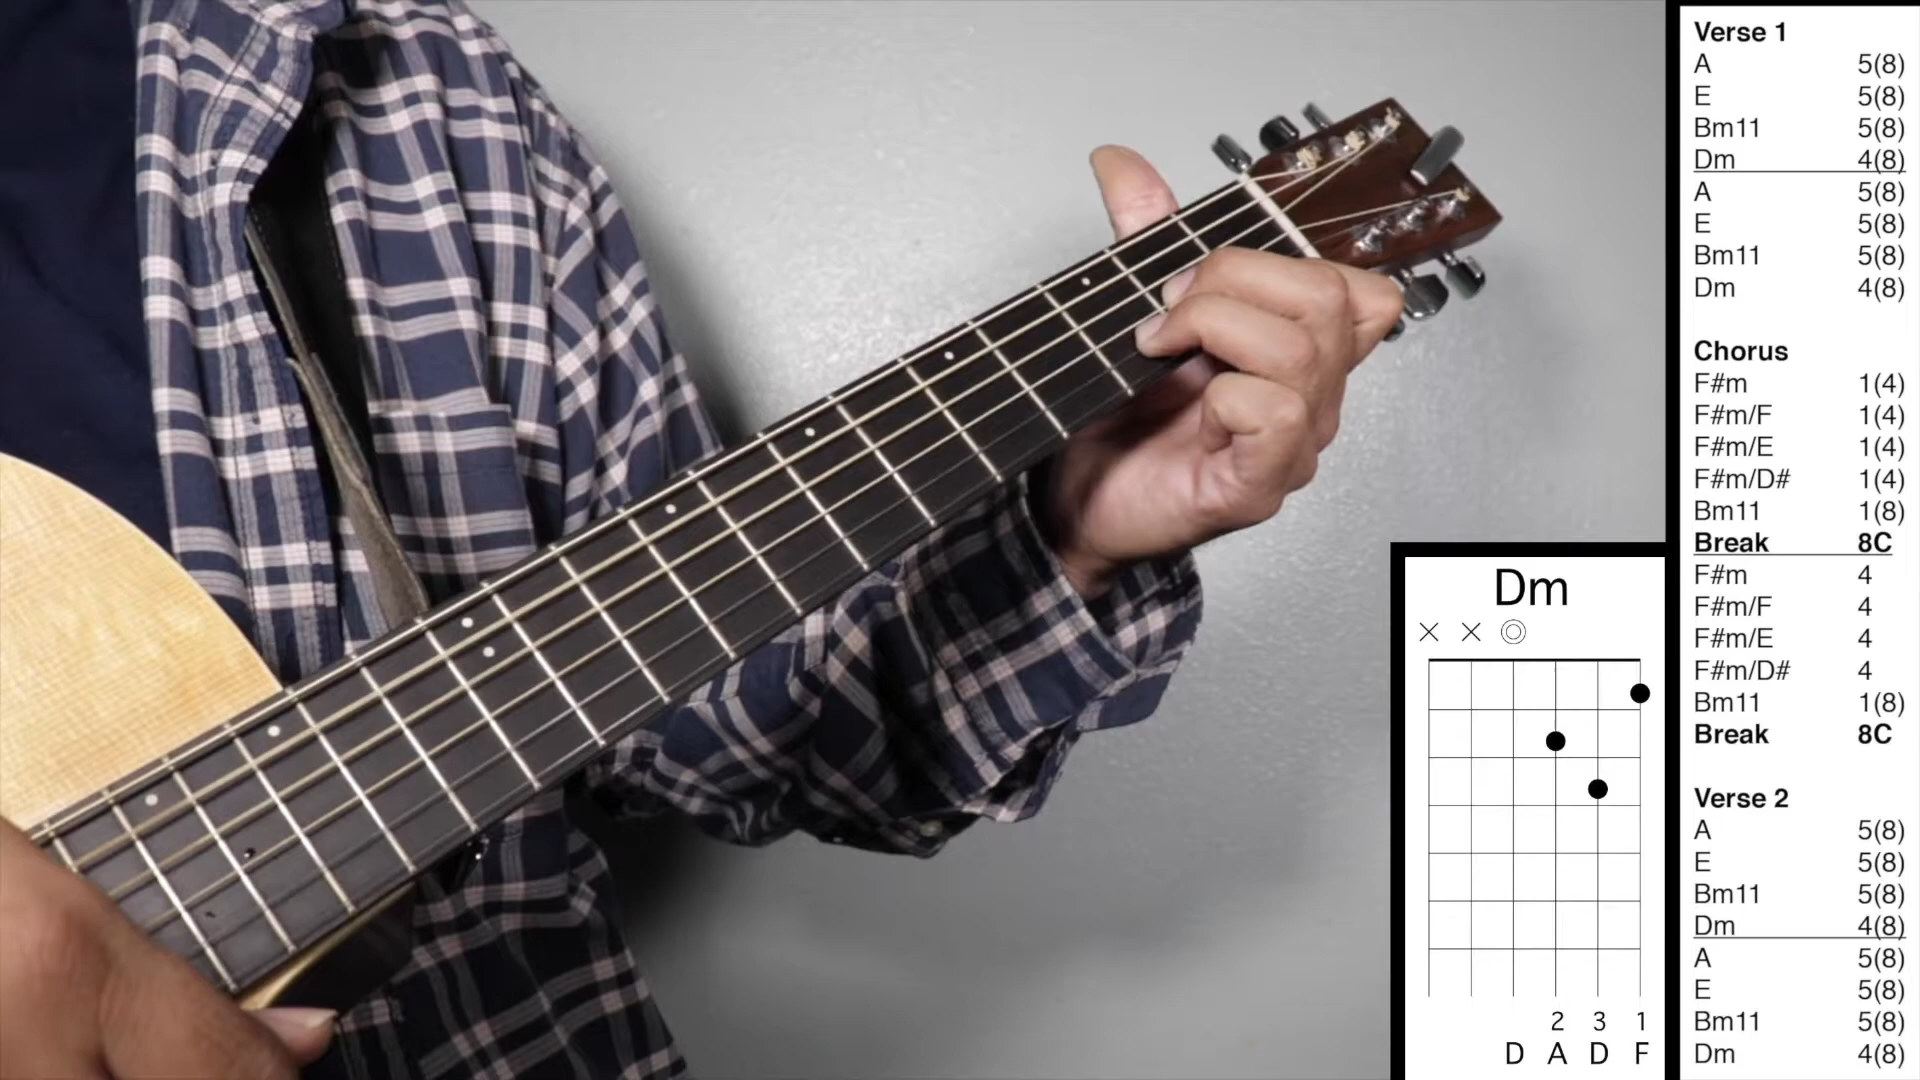 Dm
× × ◎
2 3 1
D A D F
Verse 1
A 5(8)
E 5(8)
Bm11 5(8)
Dm 4(8)
A 5(8)
E 5(8)
Bm11 5(8)
Dm 4(8)
Chorus
F#m 1(4)
F#m/F 1(4)
F#m/E 1(4)
F#m/D# 1(4)
Bm11 1(8)
Break 8C
F#m 4
F#m/F 4
F#m/E 4
F#m/D# 4
Bm11 1(8)
Break 8C
Verse 2
A 5(8)
E 5(8)
Bm11 5(8)
Dm 4(8)
A 5(8)
E 5(8)
Bm11 5(8)
Dm 4(8)